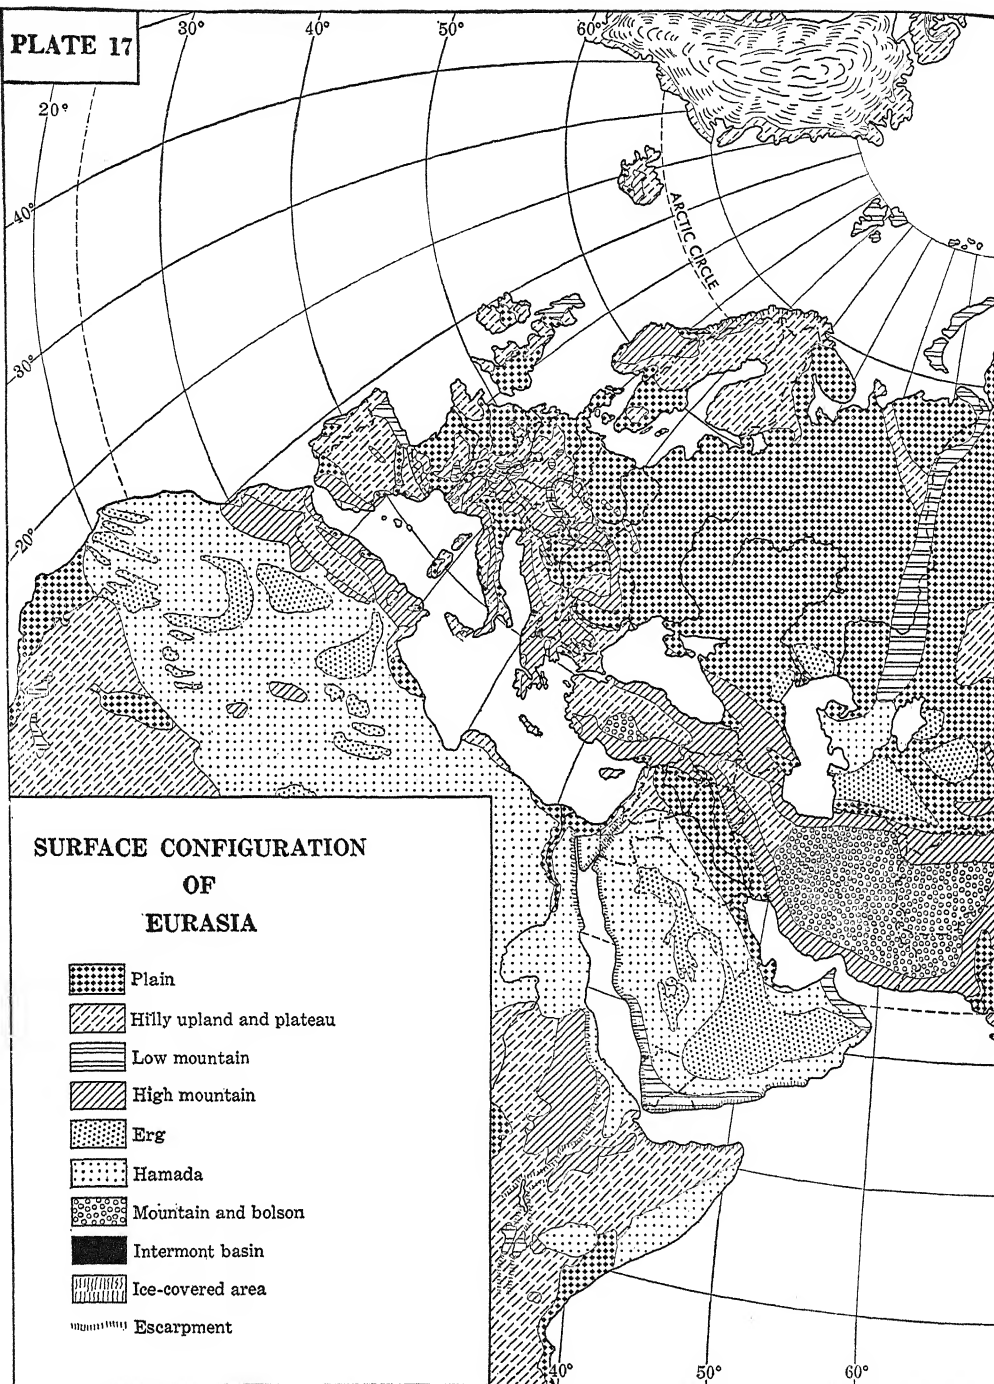 PLATE 17
30°
40°
50°
60°
20°
40°
30°
20°
ARCTIC CIRCLE
SURFACE CONFIGURATION
OF
EURASIA
Plain
Hilly upland and plateau
Low mountain
High mountain
Erg
Hamada
Mountain and bolson
Intermont basin
Ice-covered area
Escarpment
40°
50°
60°